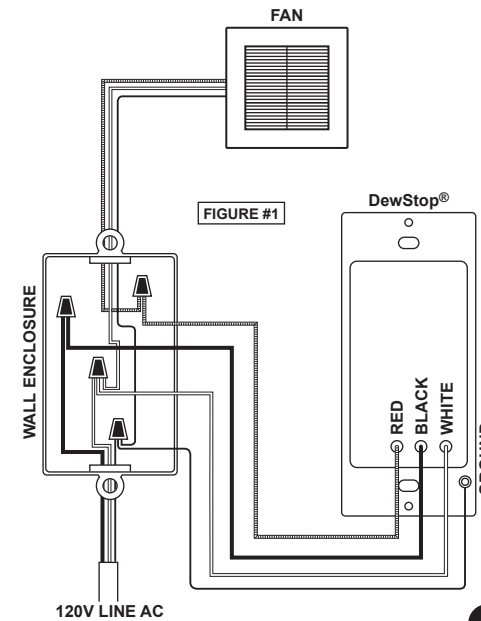 FAN
FIGURE #1
DewStop®
WALL ENCLOSURE
RED
BLACK
WHITE
120V LINE AC